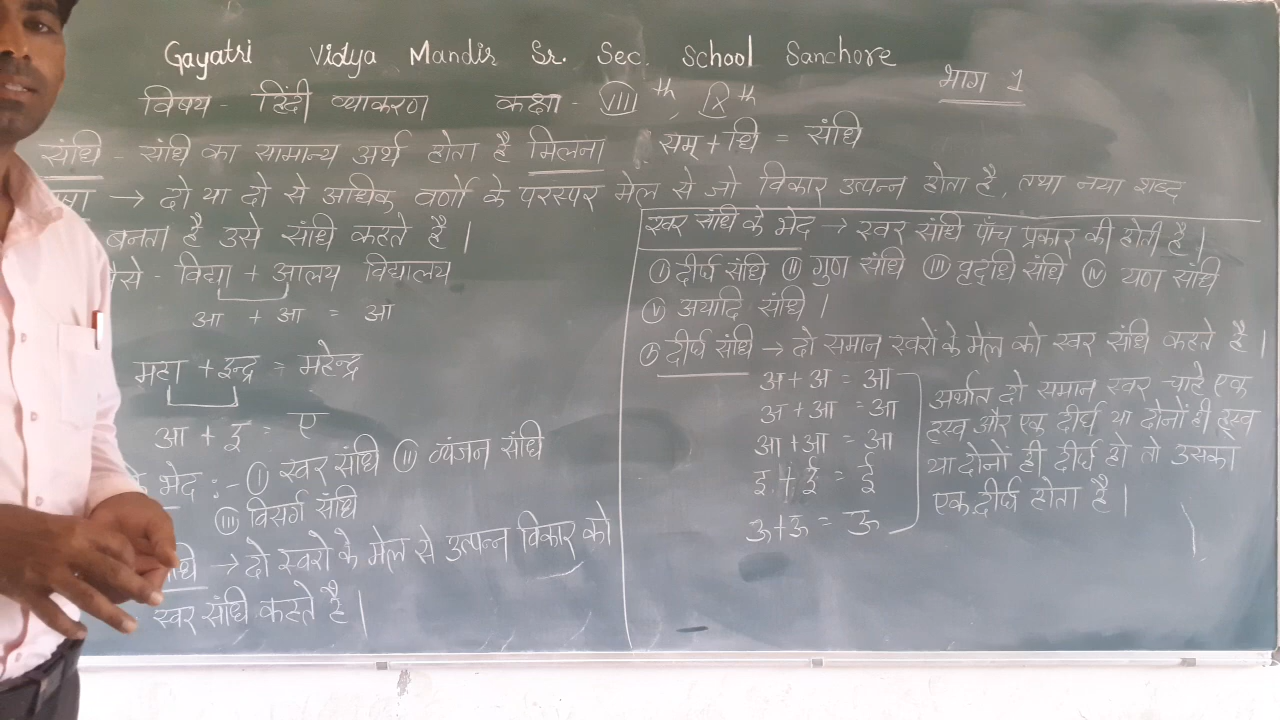 Gayatri Vidya Mandir Sr. Sec. School Sanchore
भाग 1
विषय - हिंदी व्याकरण कक्षा - VIII th, IX th
संधि - संधि का सामान्य अर्थ होता है मिलना सम् + धि = संधि
→ दो या दो से अधिक वर्णो के परस्पर मेल से जो विकार उत्पन्न होता है, तथा नया शब्द
बनता है उसे संधि कहते है।
- विद्या + आलय विद्यालय
आ + आ = आ
महा + इन्द्र = महेन्द्र
आ + इ = ए
के भेद :- (I) स्वर संधि (II) व्यंजन संधि
(III) विसर्ग संधि
→ दो स्वरो के मेल से उत्पन्न विकार को
स्वर संधि कहते है।
स्वर संधि के भेद → स्वर संधि पाँच प्रकार की होती है।
(I) दीर्घ संधि (II) गुण संधि (III) वृद्धि संधि (IV) यण संधि
(V) अयादि संधि।
(I) दीर्घ संधि → दो समान स्वरों के मेल को स्वर संधि कहते है।
अ + अ = आ
अ + आ = आ
आ + आ = आ
इ + ई = ई
ऊ + ऊ = ऊ
अर्थात दो समान स्वर चाहे एक
हृस्व और एक दीर्घ या दोनों ही हृस्व
या दोनों ही दीर्घ हो तो उसका
एक दीर्घ होता है।